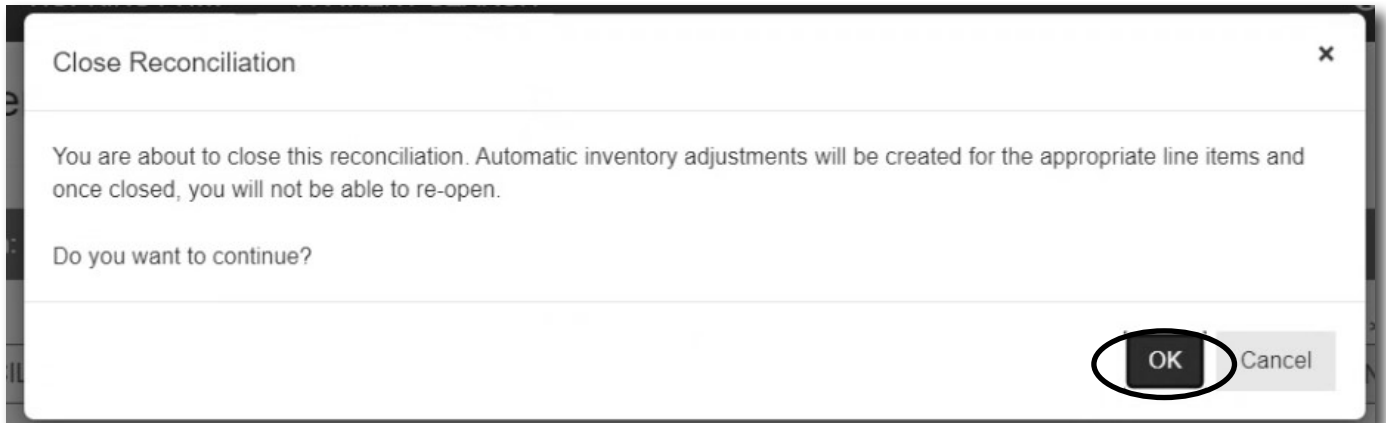 Close Reconciliation
×
You are about to close this reconciliation. Automatic inventory adjustments will be created for the appropriate line items and
once closed, you will not be able to re-open.
Do you want to continue?
OK Cancel